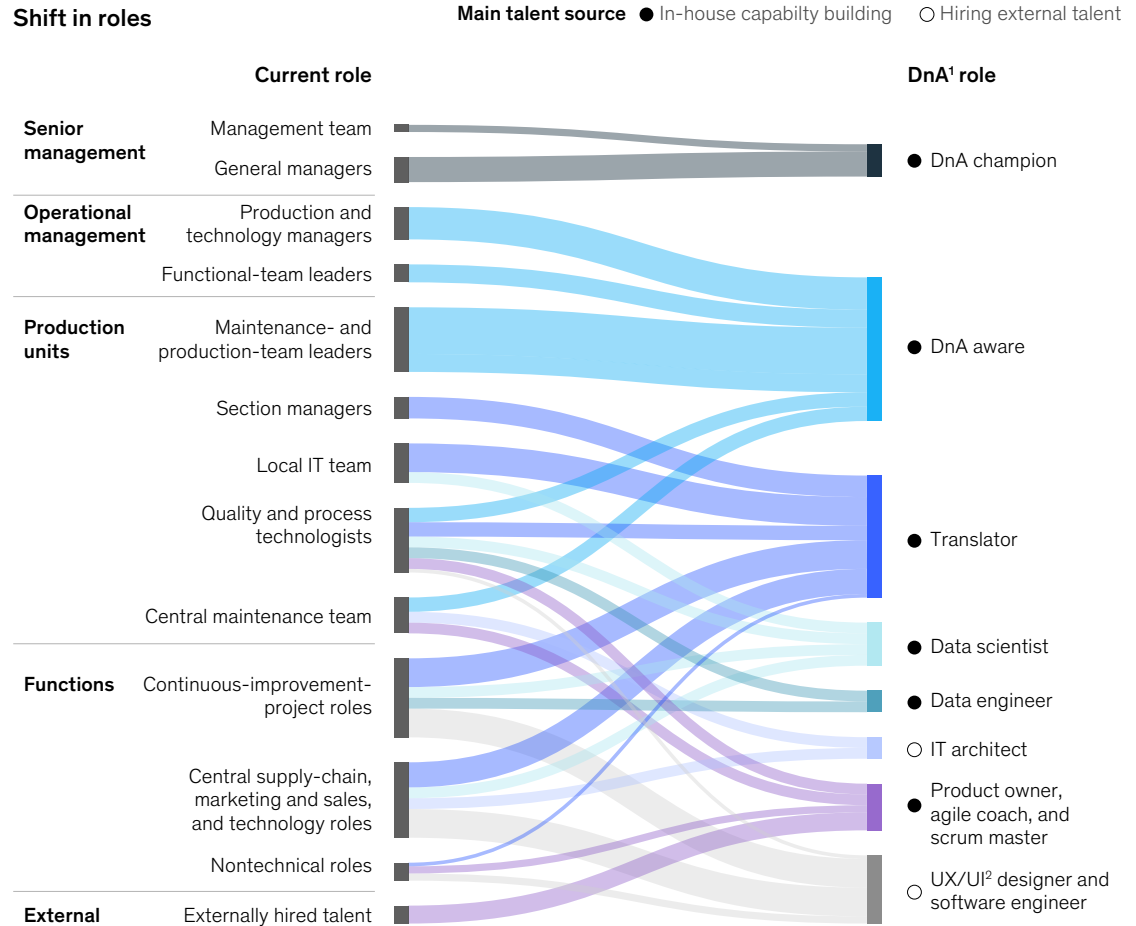 Shift in roles
Main talent source ● In-house capabilty building ○ Hiring external talent
Current role
DnA¹ role
Senior
management
Management team
General managers
Operational
management
Production and
technology managers
Functional-team leaders
Production
units
Maintenance- and
production-team leaders
Section managers
Local IT team
Quality and process
technologists
Central maintenance team
Functions
Continuous-improvement-
project roles
Central supply-chain,
marketing and sales,
and technology roles
Nontechnical roles
External
Externally hired talent
● DnA champion
● DnA aware
● Translator
● Data scientist
● Data engineer
○ IT architect
● Product owner,
agile coach, and
scrum master
○ UX/UI² designer and
software engineer